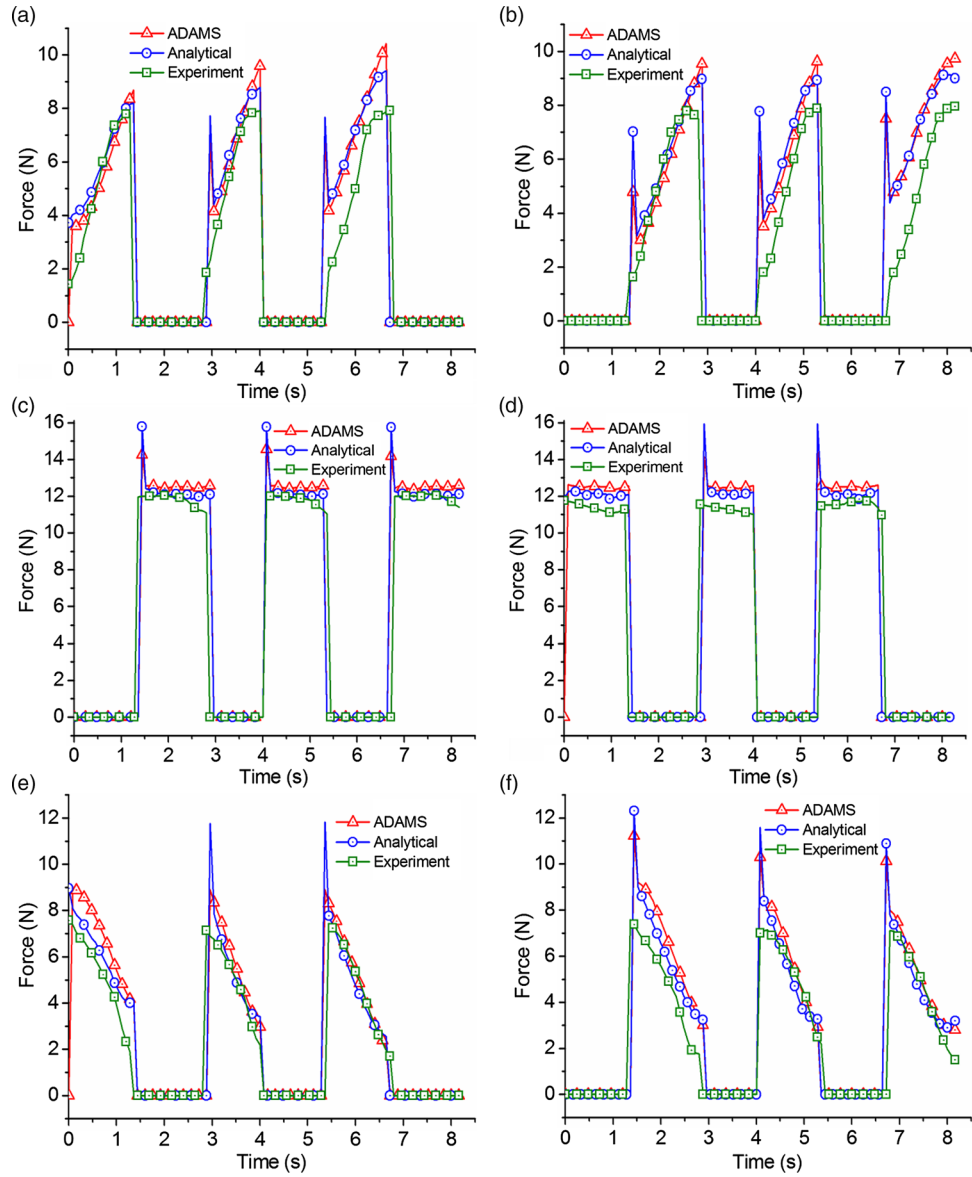 (a)
ADAMS
Analytical
Experiment
Force (N)
10
8
6
4
2
0
0 1 2 3 4 5 6 7 8
Time (s)
(b)
ADAMS
Analytical
Experiment
Force (N)
10
8
6
4
2
0
0 1 2 3 4 5 6 7 8
Time (s)
(c)
ADAMS
Analytical
Experiment
Force (N)
16
14
12
10
8
6
4
2
0
0 1 2 3 4 5 6 7 8
Time (s)
(d)
ADAMS
Analytical
Experiment
Force (N)
16
14
12
10
8
6
4
2
0
0 1 2 3 4 5 6 7 8
Time (s)
(e)
ADAMS
Analytical
Experiment
Force (N)
12
10
8
6
4
2
0
0 1 2 3 4 5 6 7 8
Time (s)
(f)
ADAMS
Analytical
Experiment
Force (N)
12
10
8
6
4
2
0
0 1 2 3 4 5 6 7 8
Time (s)